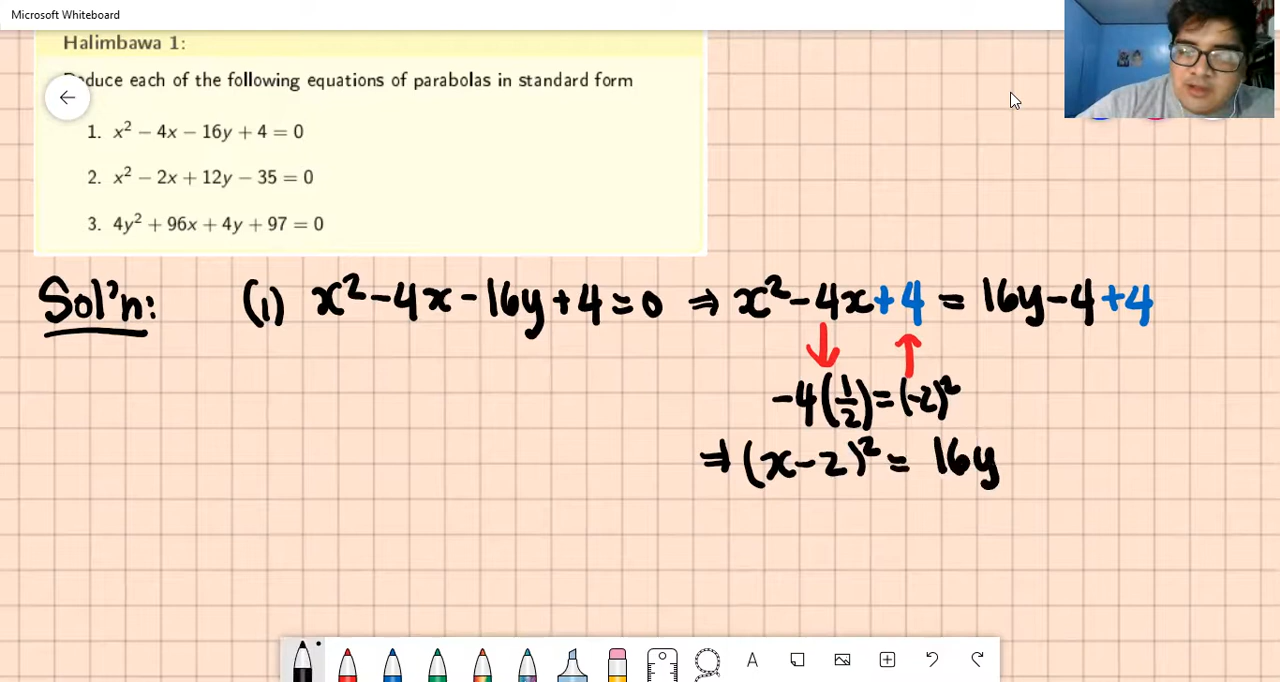 Microsoft Whiteboard
Halimbawa 1:
educe each of the following equations of parabolas in standard form
1. x² − 4x − 16y + 4 = 0
2. x² − 2x + 12y − 35 = 0
3. 4y² + 96x + 4y + 97 = 0
Sol'n: (1) x² − 4x − 16y + 4 = 0 ⇒ x² − 4x + 4 = 16y − 4 + 4
−4(1/2) = (−2)²
⇒ (x − 2)² = 16y
A